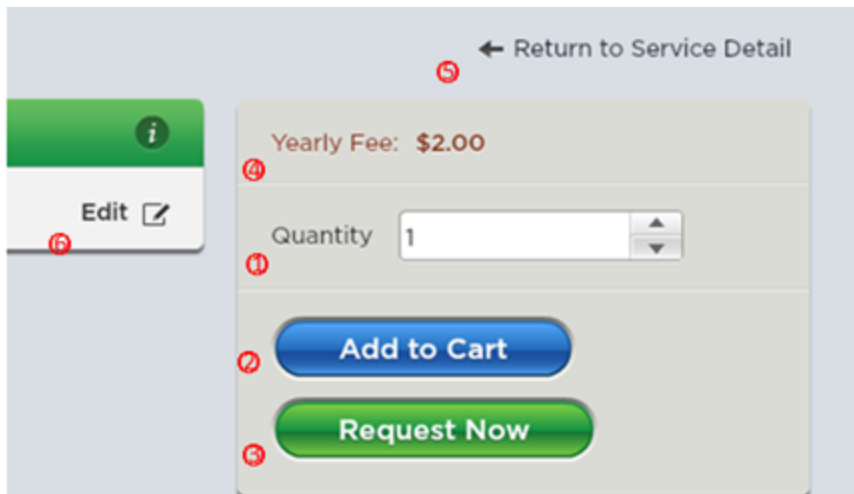 ← Return to Service Detail
⑤
i
Yearly Fee: $2.00
④
Edit
⑥
Quantity 1
①
Add to Cart
②
Request Now
③